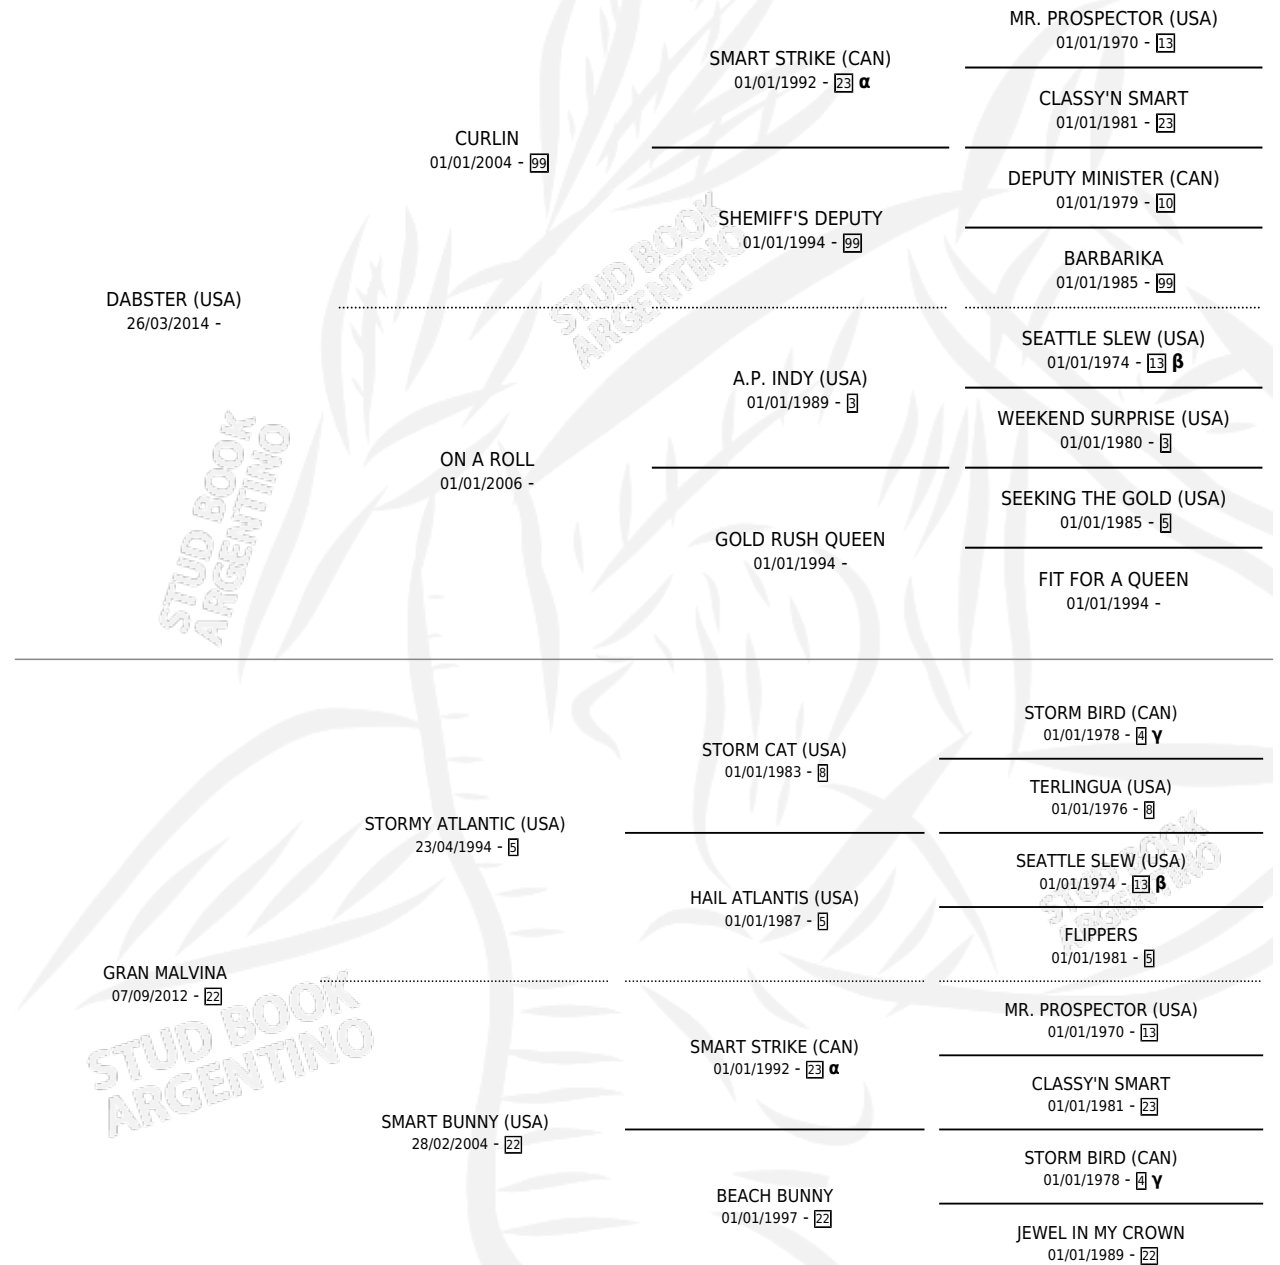 MR. PROSPECTOR (USA)
01/01/1970 - 13
SMART STRIKE (CAN)
01/01/1992 - 23 α
CLASSY'N SMART
01/01/1981 - 23
CURLIN
01/01/2004 - 99
DEPUTY MINISTER (CAN)
01/01/1979 - 10
SHEMIFF'S DEPUTY
01/01/1994 - 99
BARBARIKA
01/01/1985 - 99
DABSTER (USA)
26/03/2014 -
SEATTLE SLEW (USA)
01/01/1974 - 13 β
A.P. INDY (USA)
01/01/1989 - 3
WEEKEND SURPRISE (USA)
01/01/1980 - 3
ON A ROLL
01/01/2006 -
SEEKING THE GOLD (USA)
01/01/1985 - 5
GOLD RUSH QUEEN
01/01/1994 -
FIT FOR A QUEEN
01/01/1994 -
STORM BIRD (CAN)
01/01/1978 - 4 γ
STORM CAT (USA)
01/01/1983 - 8
TERLINGUA (USA)
01/01/1976 - 8
STORMY ATLANTIC (USA)
23/04/1994 - 5
SEATTLE SLEW (USA)
01/01/1974 - 13 β
HAIL ATLANTIS (USA)
01/01/1987 - 5
FLIPPERS
01/01/1981 - 5
GRAN MALVINA
07/09/2012 - 22
MR. PROSPECTOR (USA)
01/01/1970 - 13
SMART STRIKE (CAN)
01/01/1992 - 23 α
CLASSY'N SMART
01/01/1981 - 23
SMART BUNNY (USA)
28/02/2004 - 22
STORM BIRD (CAN)
01/01/1978 - 4 γ
BEACH BUNNY
01/01/1997 - 22
JEWEL IN MY CROWN
01/01/1989 - 22
STUD BOOK
ARGENTINO
STUD BOOK
ARGENTINO
STUD BOOK
ARGENTINO
STUD BOOK
ARGENTINO